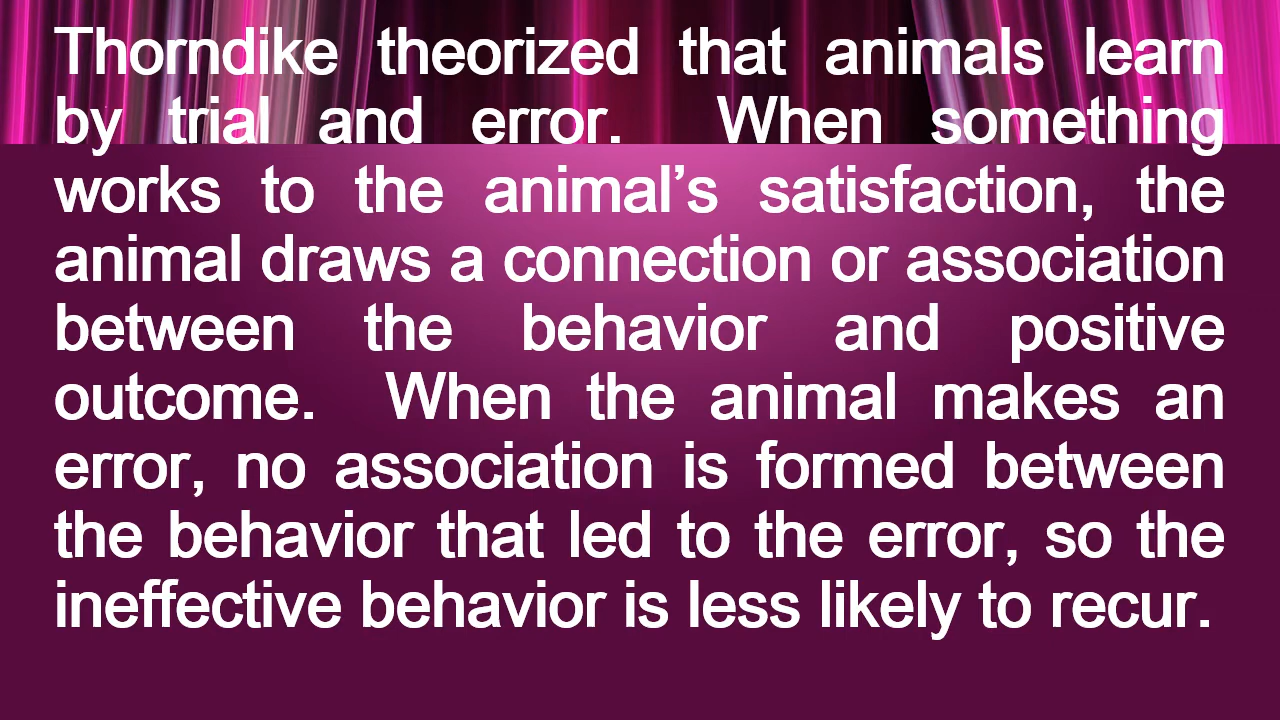 Thorndike theorized that animals learn
by trial and error. When something
works to the animal’s satisfaction, the
animal draws a connection or association
between the behavior and positive
outcome. When the animal makes an
error, no association is formed between
the behavior that led to the error, so the
ineffective behavior is less likely to recur.